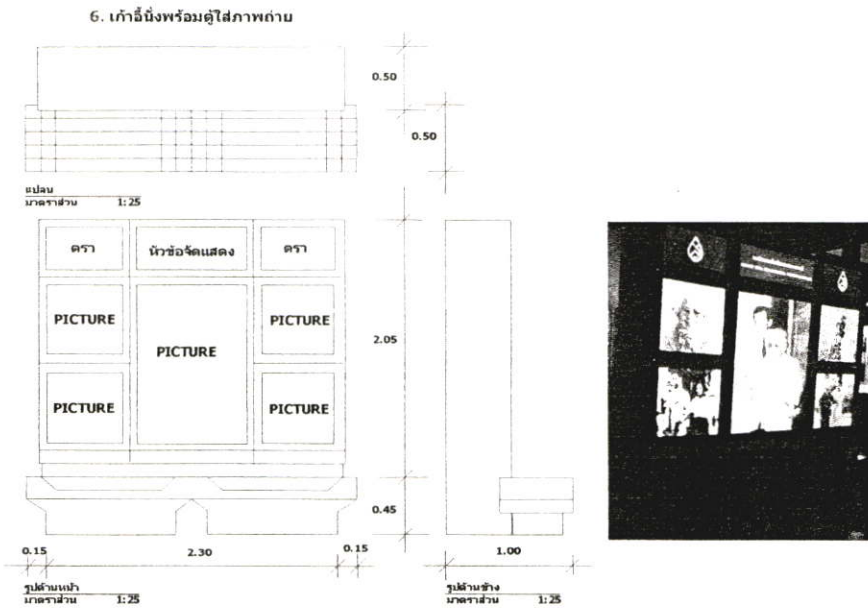 6. เก้าอี้นั่งพร้อมตู้ใส่ภาพถ่าย
0.50
0.50
แปลน
มาตราส่วน 1:25
ตรา หัวข้อจัดแสดง ตรา
PICTURE PICTURE
PICTURE
PICTURE PICTURE
2.05
0.45
0.15 2.30 0.15
1.00
รูปด้านหน้า
มาตราส่วน 1:25
รูปด้านข้าง
มาตราส่วน 1:25